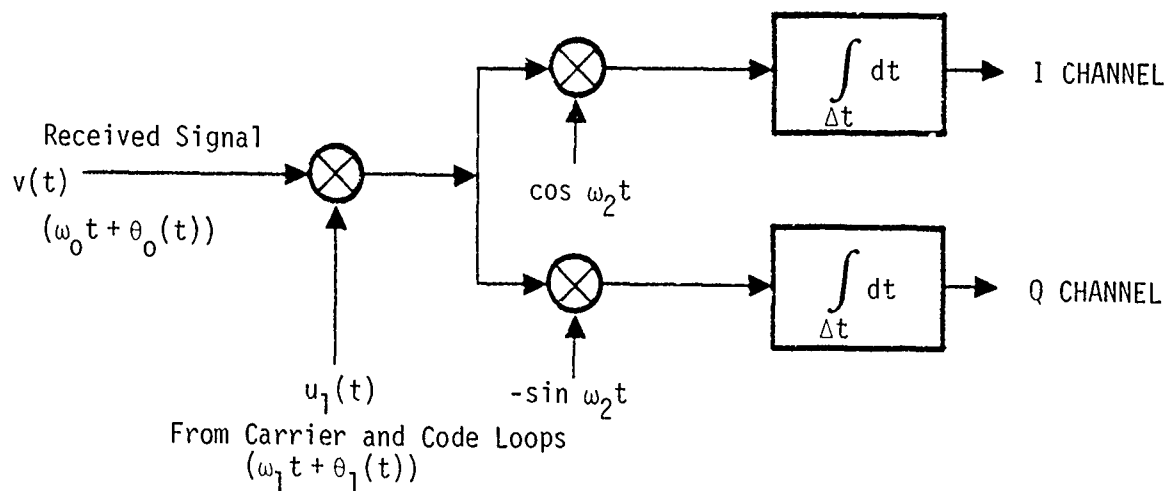 ∫ dt
Δt
I CHANNEL
Received Signal
v(t)
(ω₀t + θ₀(t))
cos ω₂t
∫ dt
Δt
Q CHANNEL
u₁(t)
-sin ω₂t
From Carrier and Code Loops
(ω₁t + θ₁(t))